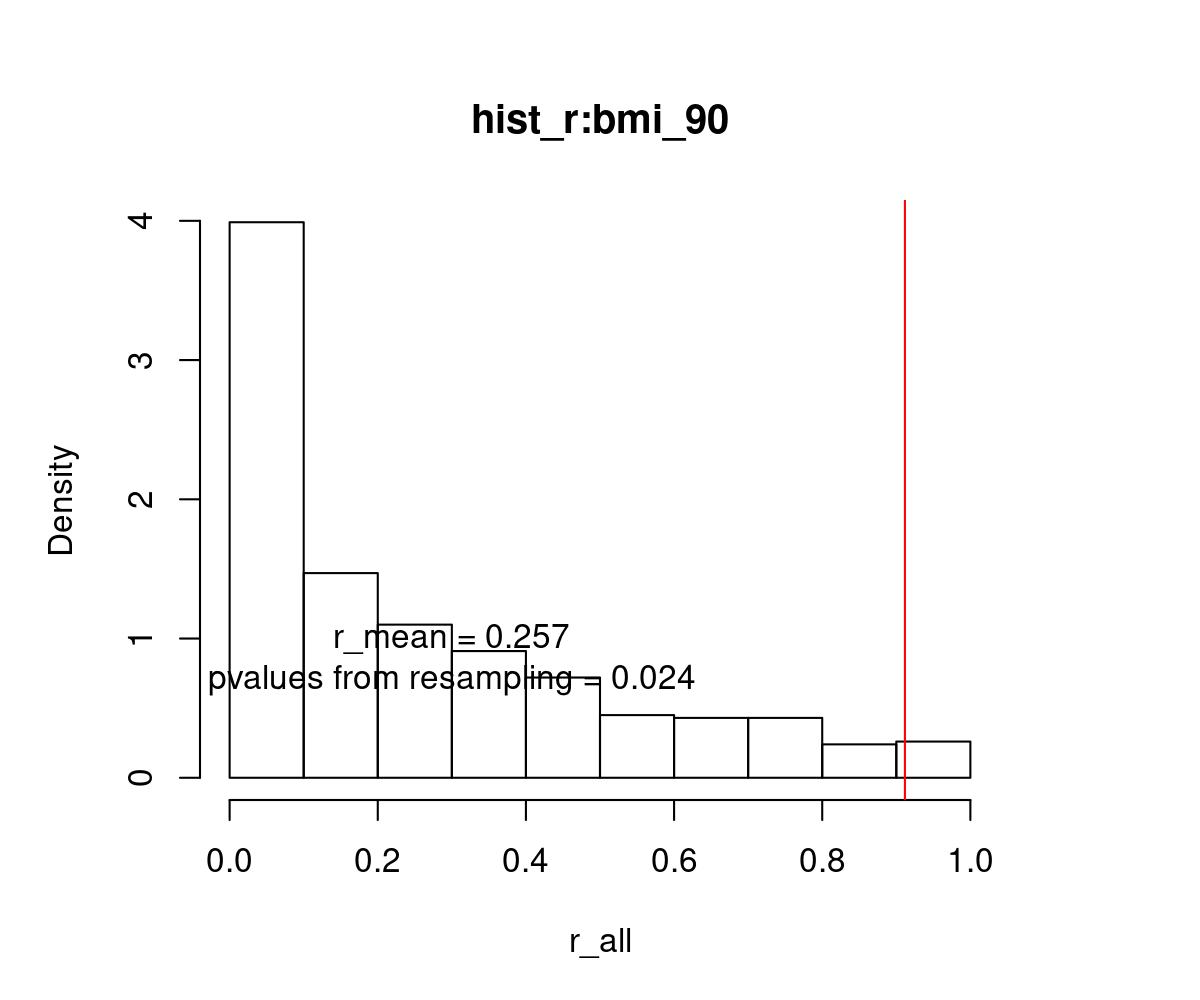 hist_r:bmi_90
4
3
2
1
0
Density
r_mean = 0.257
pvalues from resampling = 0.024
0.0 0.2 0.4 0.6 0.8 1.0
r_all